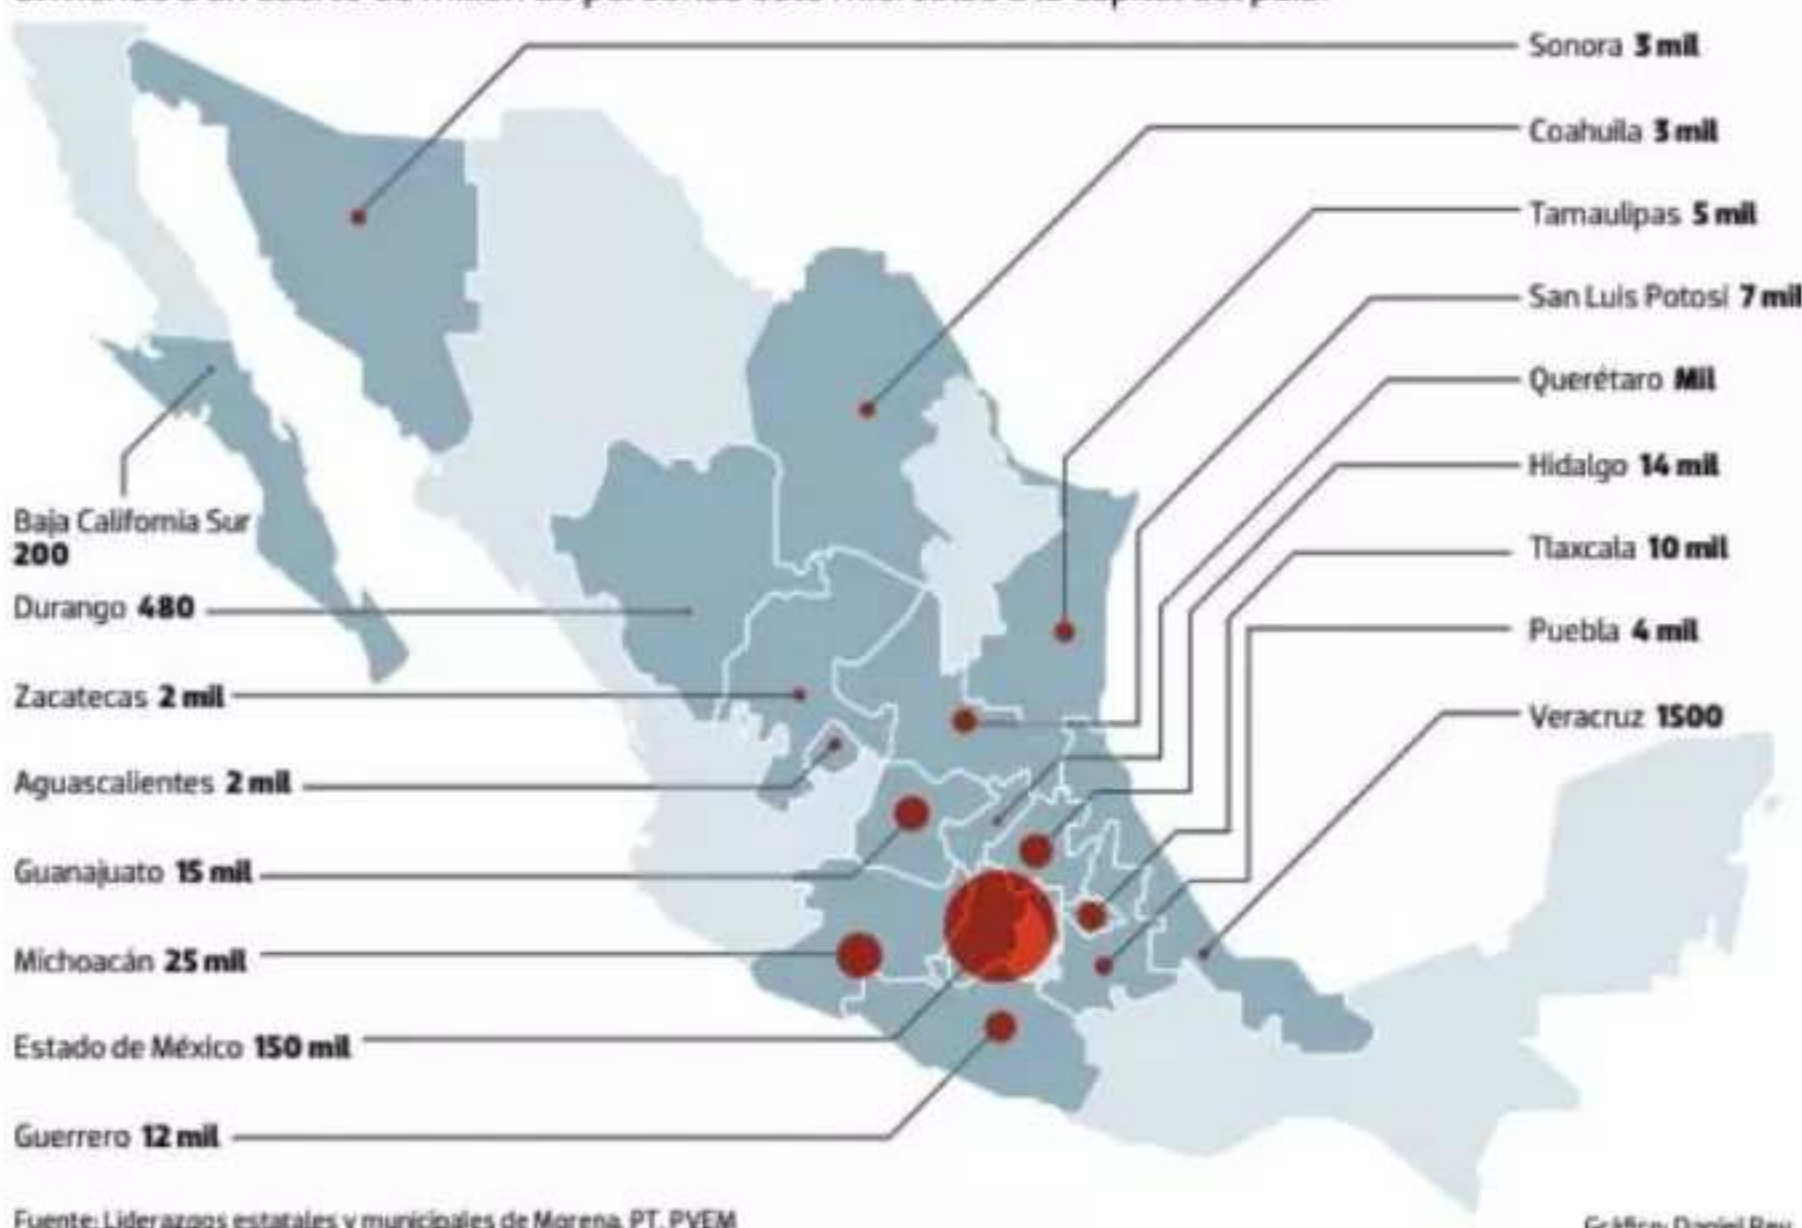 Sonora 3 mil
Coahuila 3 mil
Tamaulipas 5 mil
San Luis Potosí 7 mil
Querétaro Mil
Hidalgo 14 mil
Tlaxcala 10 mil
Puebla 4 mil
Veracruz 1500
Baja California Sur
200
Durango 480
Zacatecas 2 mil
Aguascalientes 2 mil
Guanajuato 15 mil
Michoacán 25 mil
Estado de México 150 mil
Guerrero 12 mil
Fuente: Liderazgos estatales y municipales de Morena, PT, PVEM
Gráfico: Daniel Rey